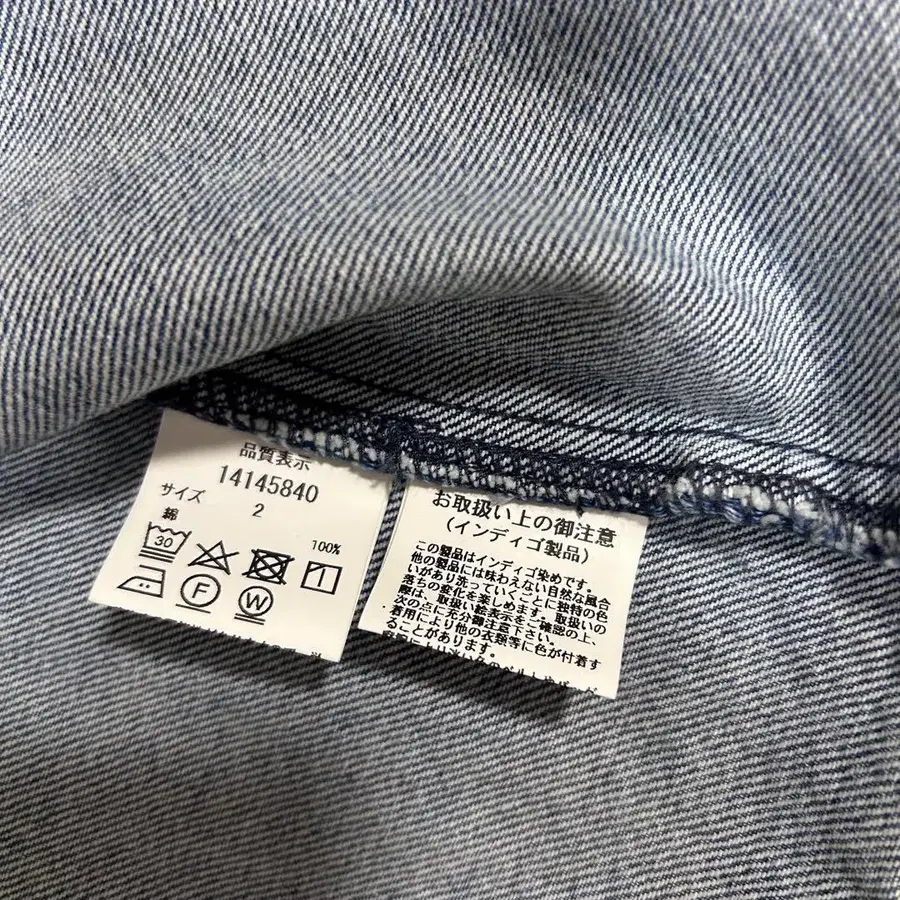 品質表示
14145840
サイズ 2
綿 100%
30
F W
お取扱い上の御注意
(インディゴ製品)
この製品はインディゴ染めです。
他の製品には味わえない自然な風合
いがあり洗っていくごとに独特の色
落ちの変化を楽しめます。取扱いの
際は、取扱い絵表示をご確認の上、
次の点に充分御注意下さい。
着用により他の衣類等に色が付着す
ることがあります。